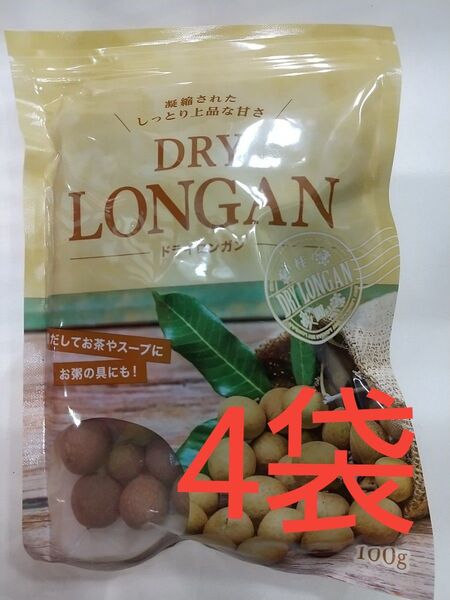 凝縮された
しっとり上品な甘さ
DRY
LONGAN
ドライロンガン
DRY LONGAN
だしてお茶やスープに
お粥の具にも!
4袋
100g